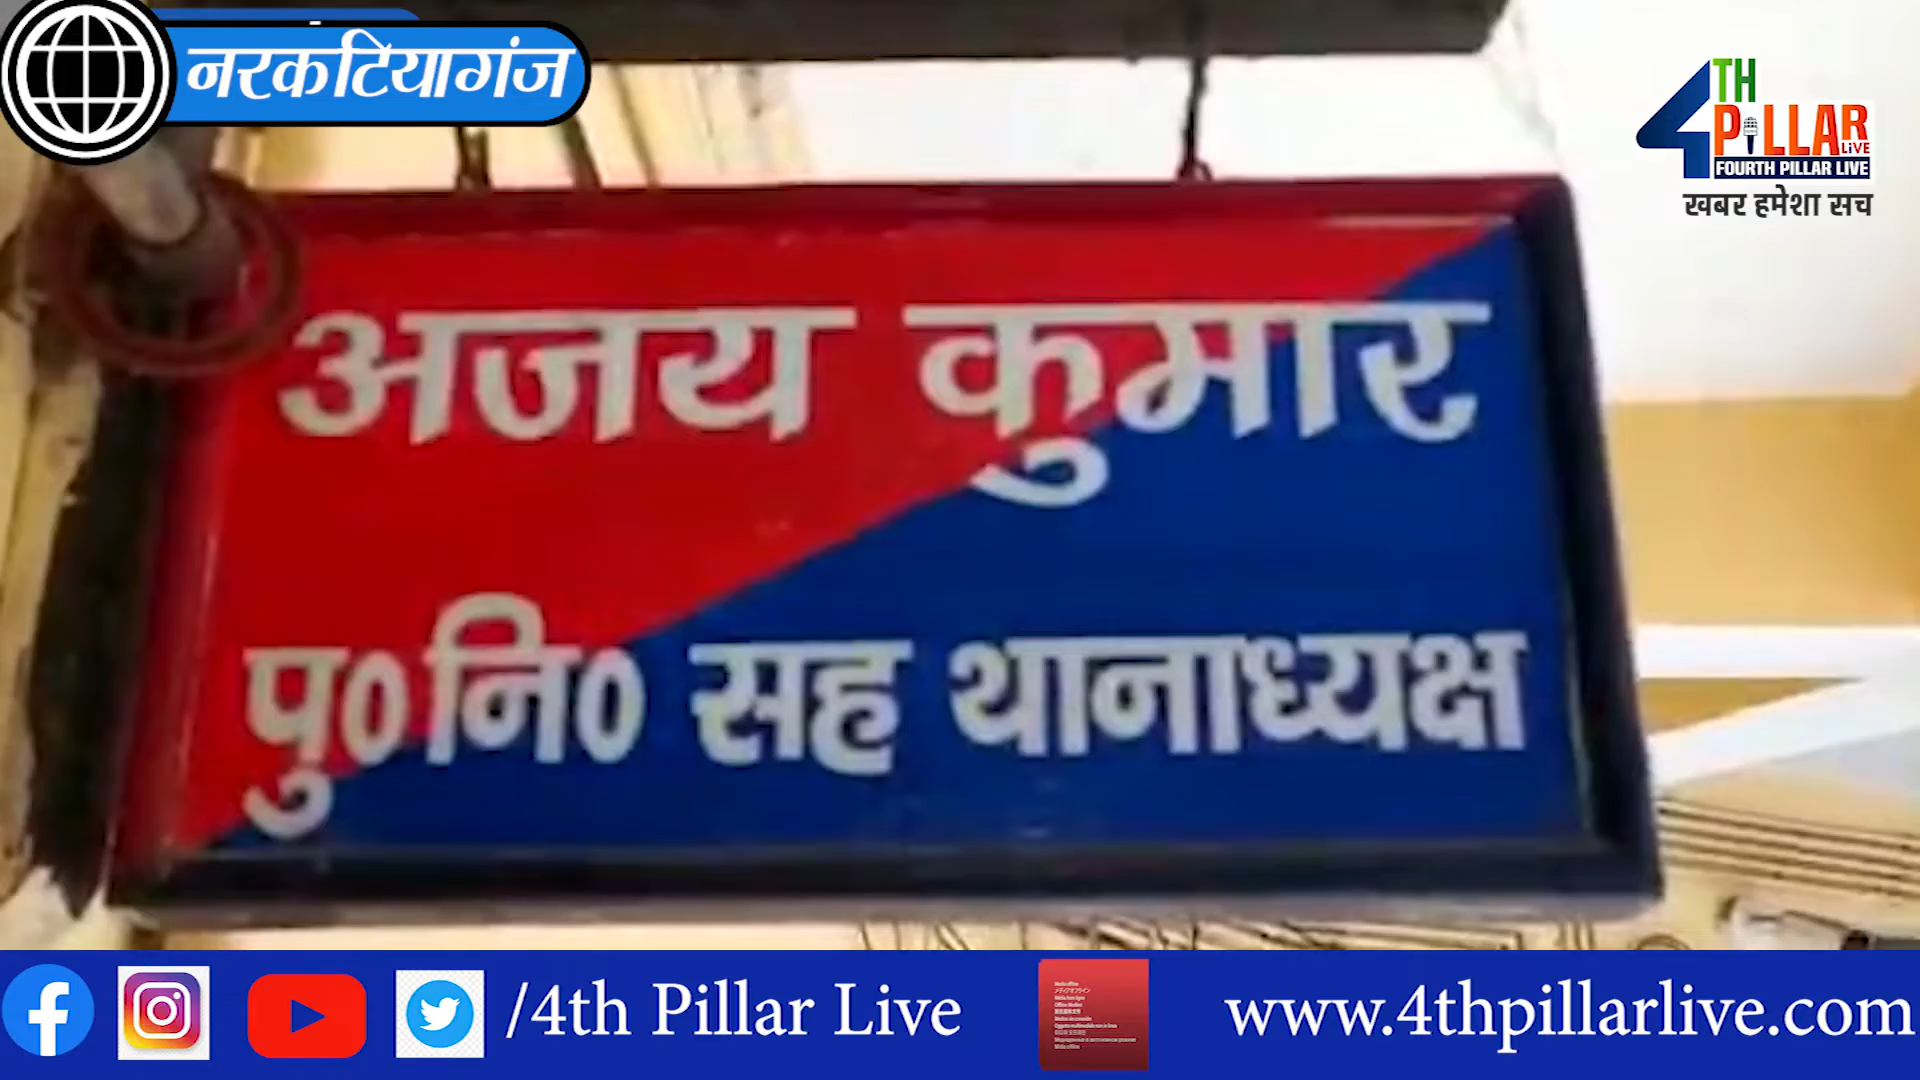 नरकटियागंज
4TH
PiLLAR
LiVE
FOURTH PILLAR LIVE
खबर हमेशा सच
अजय कुमार
पु० नि० सह थानाध्यक्ष
/4th Pillar Live
www.4thpillarlive.com